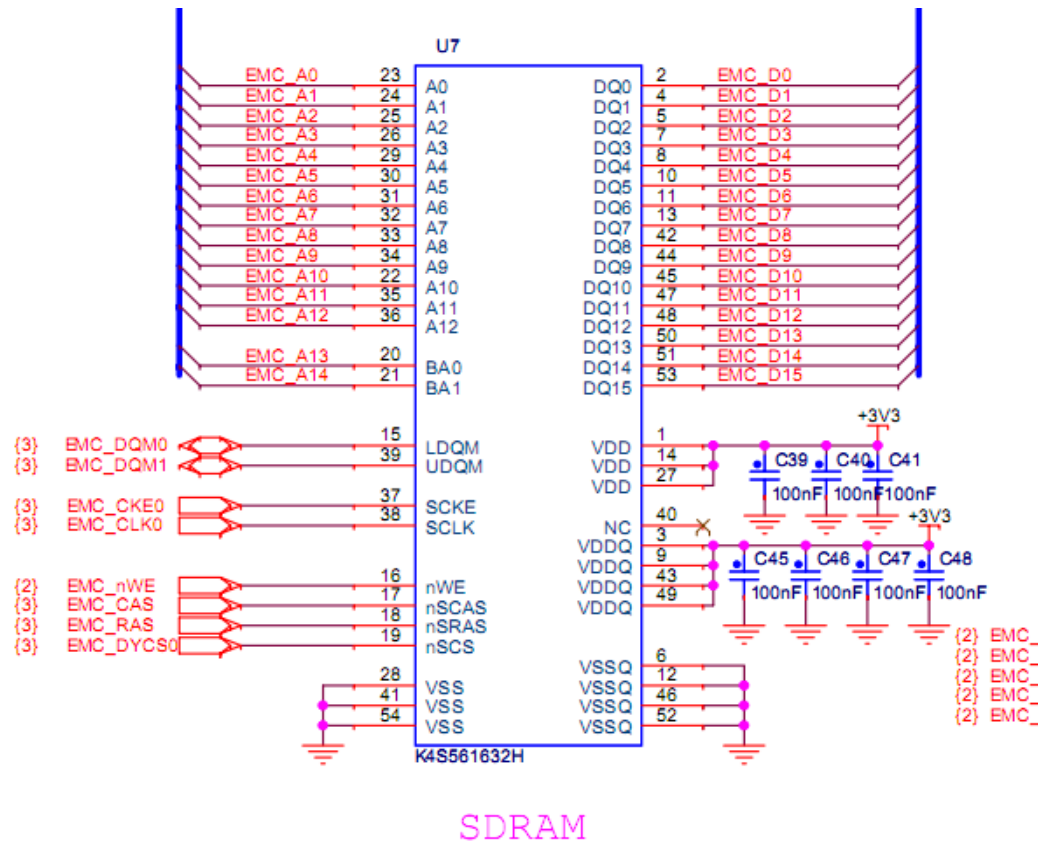 U7
EMC_A0 23 A0 DQ0 2 EMC_D0
EMC_A1 24 A1 DQ1 4 EMC_D1
EMC_A2 25 A2 DQ2 5 EMC_D2
EMC_A3 26 A3 DQ3 7 EMC_D3
EMC_A4 29 A4 DQ4 8 EMC_D4
EMC_A5 30 A5 DQ5 10 EMC_D5
EMC_A6 31 A6 DQ6 11 EMC_D6
EMC_A7 32 A7 DQ7 13 EMC_D7
EMC_A8 33 A8 DQ8 42 EMC_D8
EMC_A9 34 A9 DQ9 44 EMC_D9
EMC_A10 22 A10 DQ10 45 EMC_D10
EMC_A11 35 A11 DQ11 47 EMC_D11
EMC_A12 36 A12 DQ12 48 EMC_D12
DQ13 50 EMC_D13
EMC_A13 20 BA0 DQ14 51 EMC_D14
EMC_A14 21 BA1 DQ15 53 EMC_D15
+3V3
{3} EMC_DQM0 15 LDQM VDD 1
{3} EMC_DQM1 39 UDQM VDD 14 C39 C40 C41
VDD 27 100nF 100nF 100nF
{3} EMC_CKE0 37 SCKE
{3} EMC_CLK0 38 SCLK NC 40 +3V3
VDDQ 3
VDDQ 9 C45 C46 C47 C48
{2} EMC_nWE 16 nWE VDDQ 43 100nF 100nF 100nF 100nF
{3} EMC_CAS 17 nSCAS VDDQ 49
{3} EMC_RAS 18 nSRAS
{3} EMC_DYCS0 19 nSCS {2} EMC_
VSSQ 6 {2} EMC_
28 VSS VSSQ 12 {2} EMC_
41 VSS VSSQ 46 {2} EMC_
54 VSS VSSQ 52 {2} EMC_
K4S561632H
SDRAM